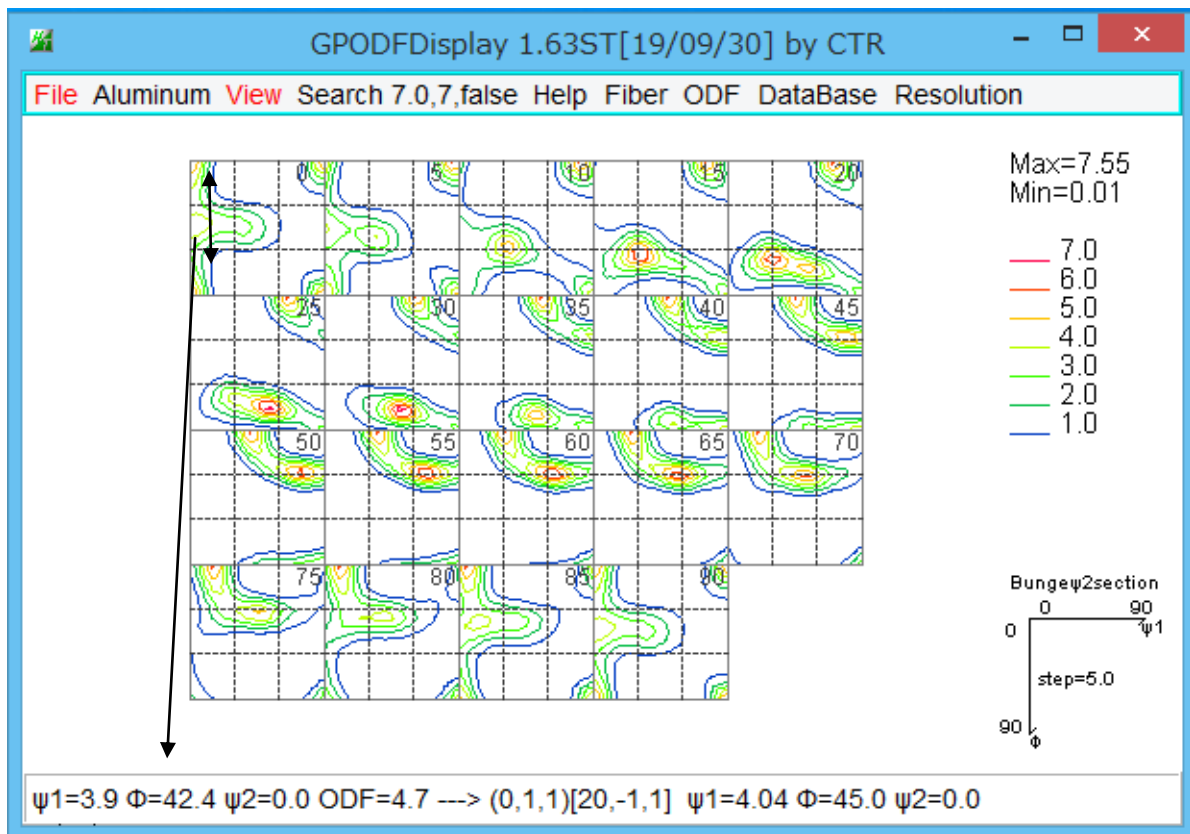 GPODFDisplay 1.63ST[19/09/30] by CTR
File Aluminum View Search 7.0,7,false Help Fiber ODF DataBase Resolution
0 5 10 15 20
25 30 35 40 45
50 55 60 65 70
75 80 85 90
Max=7.55
Min=0.01
7.0
6.0
5.0
4.0
3.0
2.0
1.0
Bungeψ2section
0 90
0 ψ1
step=5.0
90
Φ
ψ1=3.9 Φ=42.4 ψ2=0.0 ODF=4.7 ---> (0,1,1)[20,-1,1] ψ1=4.04 Φ=45.0 ψ2=0.0